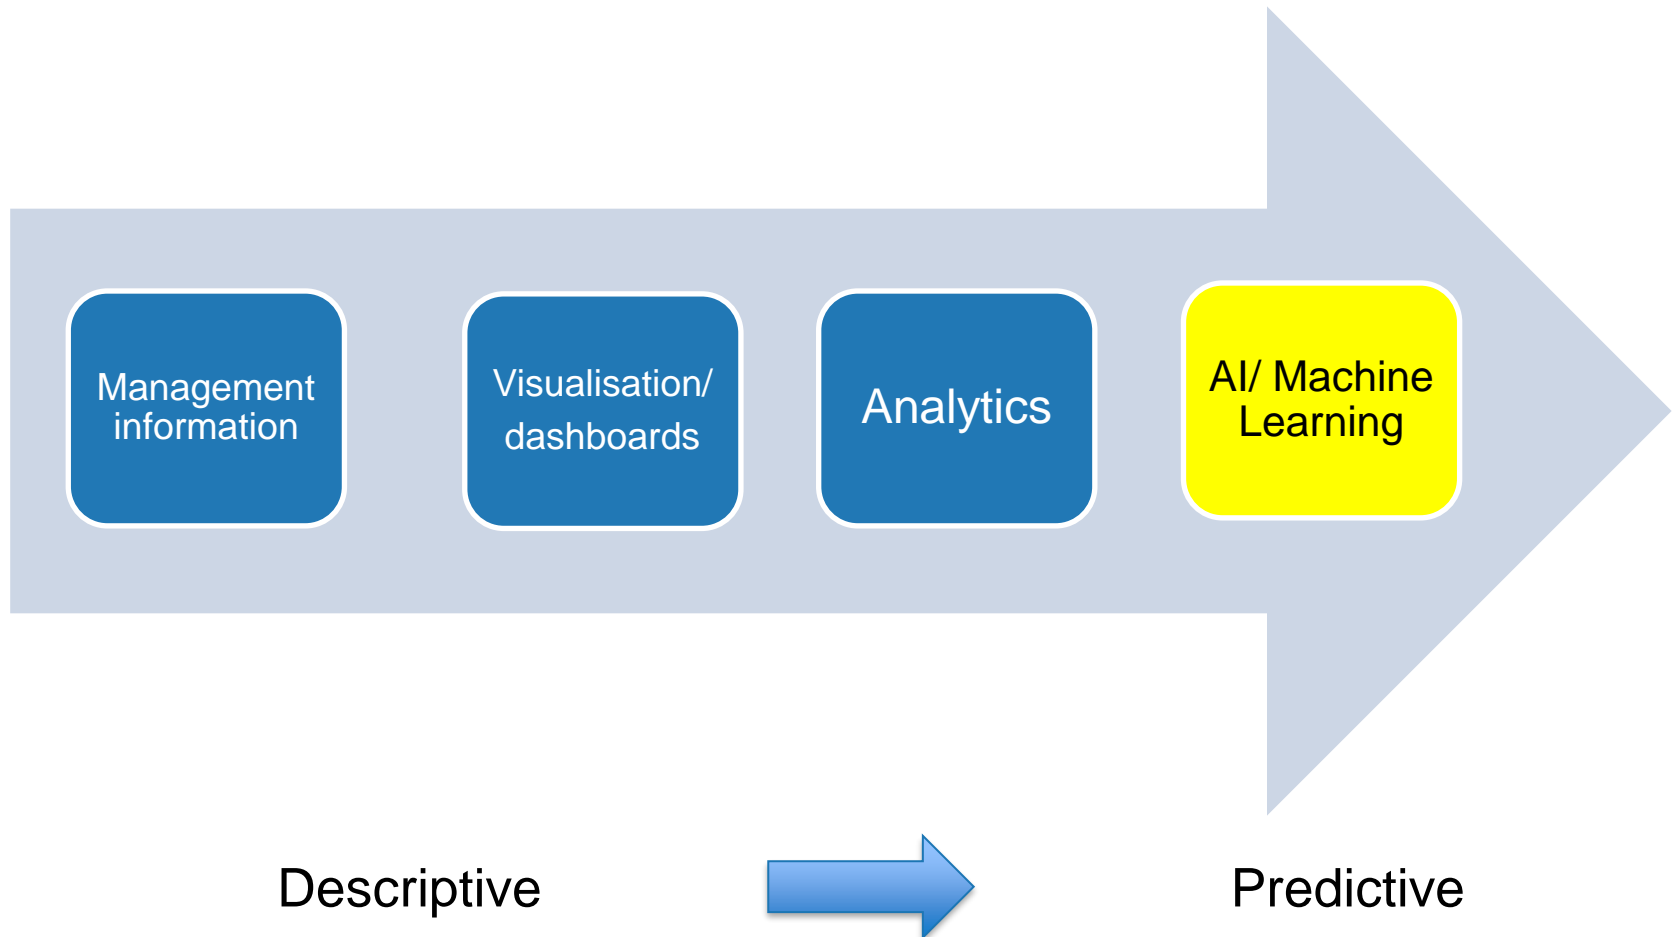 Management
information
Visualisation/
dashboards
Analytics
AI/ Machine
Learning
Descriptive
Predictive